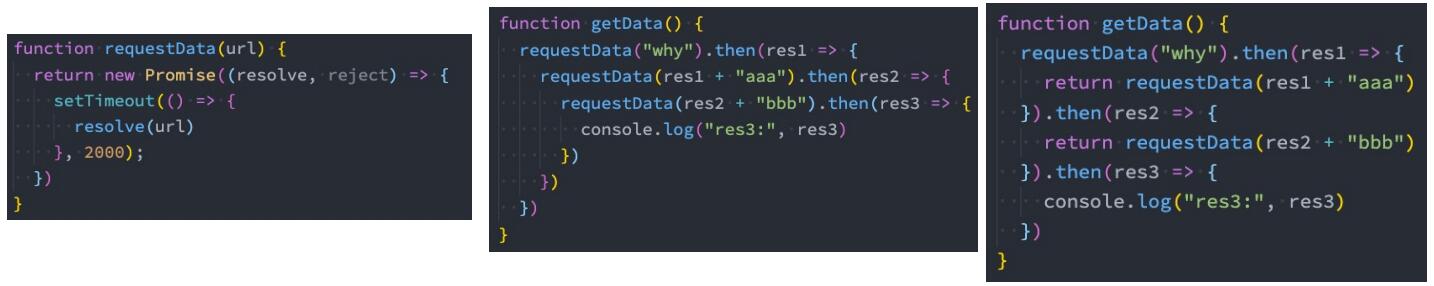 function requestData(url) {
  return new Promise((resolve, reject) => {
    setTimeout(() => {
      resolve(url)
    }, 2000);
  })
}
function getData() {
  requestData("why").then(res1 => {
    requestData(res1 + "aaa").then(res2 => {
      requestData(res2 + "bbb").then(res3 => {
        console.log("res3:", res3)
      })
    })
  })
}
function getData() {
  requestData("why").then(res1 => {
    return requestData(res1 + "aaa")
  }).then(res2 => {
    return requestData(res2 + "bbb")
  }).then(res3 => {
    console.log("res3:", res3)
  })
}